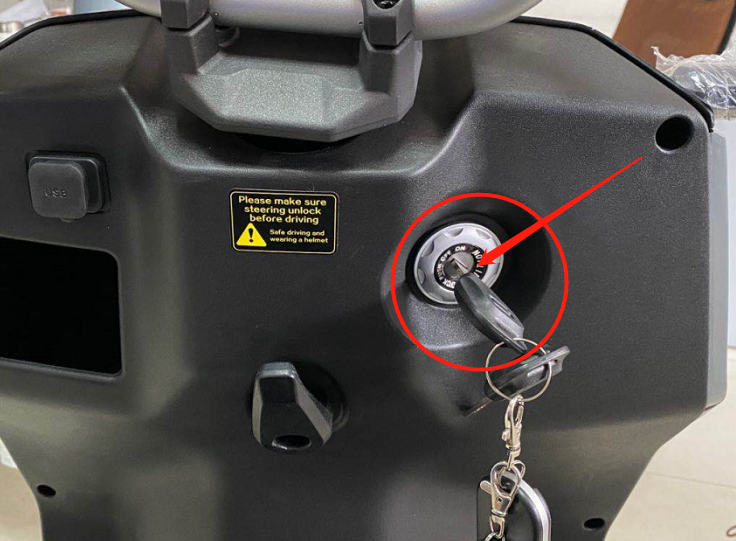 USB
Please make sure
steering unlock
before driving
Safe driving and
wearing a helmet
OFF ON